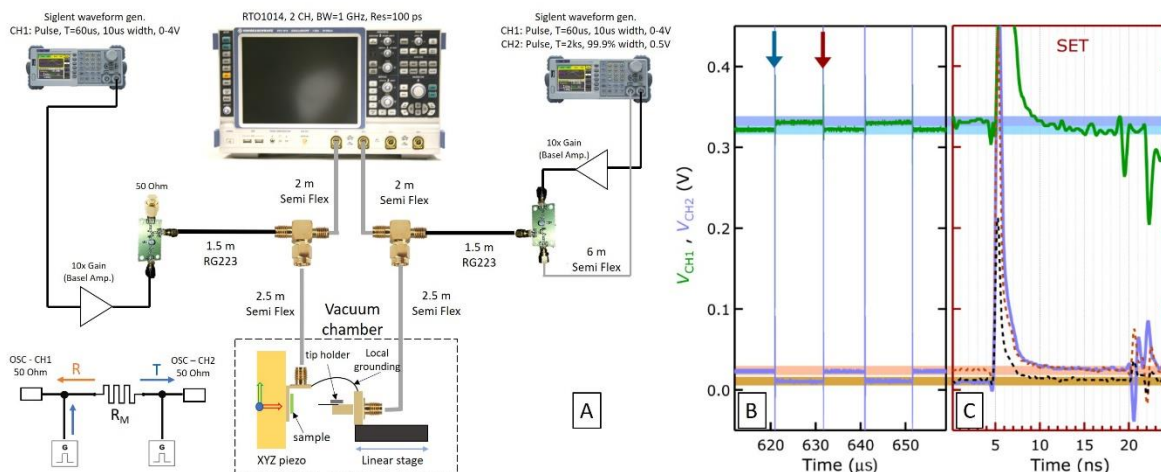 Siglent waveform gen.
CH1: Pulse, T=60us, 10us width, 0-4V
RTO1014, 2 CH, BW=1 GHz, Res=100 ps
Siglent waveform gen.
CH1: Pulse, T=60us, 10us width, 0-4V
CH2: Pulse, T=2ks, 99.9% width, 0.5V
10x Gain
(Basel Amp.)
50 Ohm
2 m
Semi Flex
2 m
Semi Flex
1.5 m
RG223
1.5 m
RG223
6 m
Semi Flex
10x Gain
(Basel Amp.)
2.5 m
Semi Flex
2.5 m
Semi Flex
Vacuum
chamber
tip holder
Local
grounding
sample
XYZ piezo
Linear stage
OSC - CH1
50 Ohm
R
T
OSC – CH2
50 Ohm
R_M
G
G
A
V_CH1 , V_CH2 (V)
0.4
0.3
0.2
0.1
0.0
B
620 630 640 650
Time (μs)
SET
C
5 10 15 20
Time (ns)